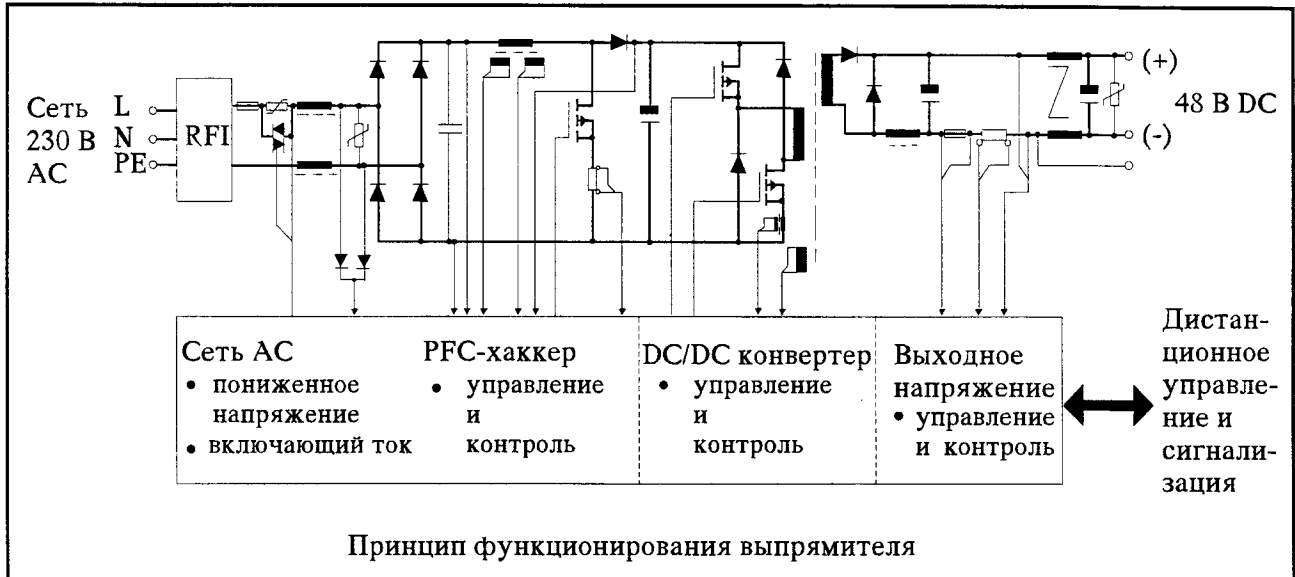 Сеть L
230 В N RFI
AC PE
(+)
48 В DC
(-)
Сеть AC
• пониженное
напряжение
• включающий ток
PFC-хаккер
• управление
и
контроль
DC/DC конвертер
• управление
и
контроль
Выходное
напряжение
• управление
и контроль
Дистан-
ционное
управле-
ние и
сигнали-
зация
Принцип функционирования выпрямителя